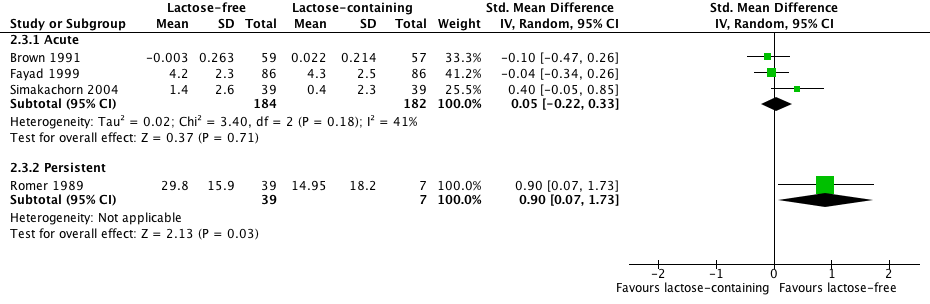 Lactose-free Lactose-containing Std. Mean Difference Std. Mean Difference
Study or Subgroup Mean SD Total Mean SD Total Weight IV, Random, 95% CI IV, Random, 95% CI
2.3.1 Acute
Brown 1991 −0.003 0.263 59 0.022 0.214 57 33.3% −0.10 [−0.47, 0.26]
Fayad 1999 4.2 2.3 86 4.3 2.5 86 41.2% −0.04 [−0.34, 0.26]
Simakachorn 2004 1.4 2.6 39 0.4 2.2 39 25.5% 0.40 [−0.05, 0.85]
Subtotal (95% CI) 184 182 100.0% 0.05 [−0.22, 0.33]
Heterogeneity: Tau² = 0.02; Chi² = 3.40, df = 2 (P = 0.18); I² = 41%
Test for overall effect: Z = 0.37 (P = 0.71)
2.3.2 Persistent
Romer 1989 29.8 15.9 39 14.95 18.2 7 100.0% 0.90 [0.07, 1.73]
Subtotal (95% CI) 39 7 100.0% 0.90 [0.07, 1.73]
Heterogeneity: Not applicable
Test for overall effect: Z = 2.13 (P = 0.03)
−2 −1 0 1 2
Favours lactose-containing Favours lactose-free